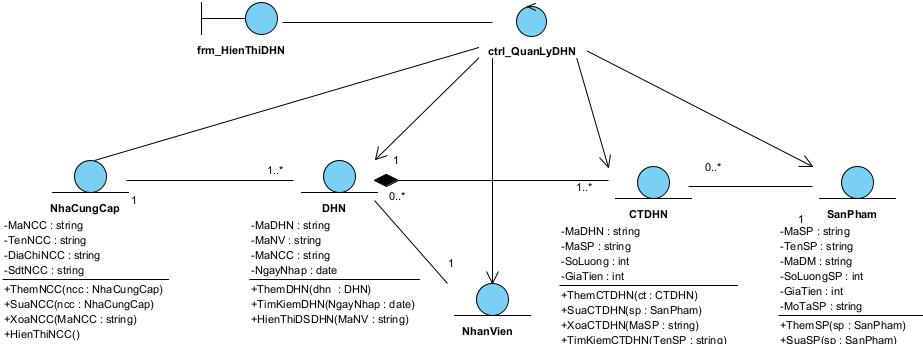 frm_HienThiDHN
ctrl_QuanLyDHN
1
1..*
0..*
1..*
0..*
1
1
1
NhaCungCap
-MaNCC : string
-TenNCC : string
-DiaChiNCC : string
-SdtNCC : string
+ThemNCC(ncc : NhaCungCap)
+SuaNCC(ncc : NhaCungCap)
+XoaNCC(MaNCC : string)
+HienThiNCC()
DHN
-MaDHN : string
-MaNV : string
-MaNCC : string
-NgayNhap : date
+ThemDHN(dhn : DHN)
+TimKiemDHN(NgayNhap : date)
+HienThiDSDHN(MaNV : string)
NhanVien
CTDHN
-MaDHN : string
-MaSP : string
-SoLuong : int
-GiaTien : int
+ThemCTDHN(ct : CTDHN)
+SuaCTDHN(sp : SanPham)
+XoaCTDHN(MaSP : string)
+TimKiemCTDHN(TenSP : string)
SanPham
-MaSP : string
-TenSP : string
-MaDM : string
-SoLuongSP : int
-GiaTien : int
-MoTaSP : string
+ThemSP(sp : SanPham)
+SuaSP(sp : SanPham)